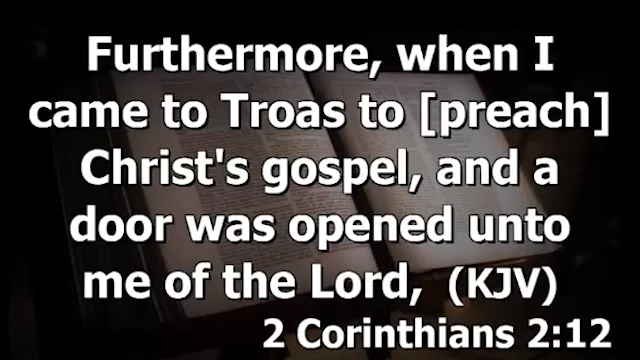 Furthermore, when I
came to Troas to [preach]
Christ's gospel, and a
door was opened unto
me of the Lord, (KJV)
2 Corinthians 2:12